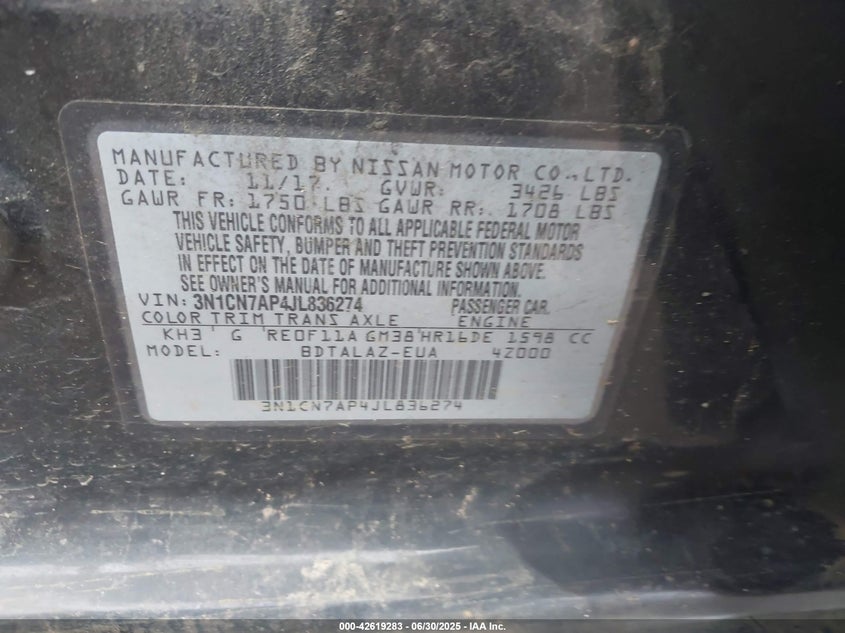 MANUFACTURED BY NISSAN MOTOR CO.,LTD.
DATE: 11/17. GVWR: 3426 LBS
GAWR FR: 1750 LBS GAWR RR: 1708 LBS
THIS VEHICLE CONFORMS TO ALL APPLICABLE FEDERAL MOTOR
VEHICLE SAFETY, BUMPER AND THEFT PREVENTION STANDARDS
IN EFFECT ON THE DATE OF MANUFACTURE SHOWN ABOVE.
SEE OWNER'S MANUAL FOR ADDITIONAL INFORMATION.
VIN: 3N1CN7AP4JL836274 PASSENGER CAR.
COLOR TRIM TRANS AXLE ENGINE
KH3 ' G 'RE0F11A GM38'HR16DE 1598 CC
MODEL: BDTALAZ-EUA 4Z000
3N1CN7AP4JL836274
000-42619283 - 06/30/2025 - IAA Inc.